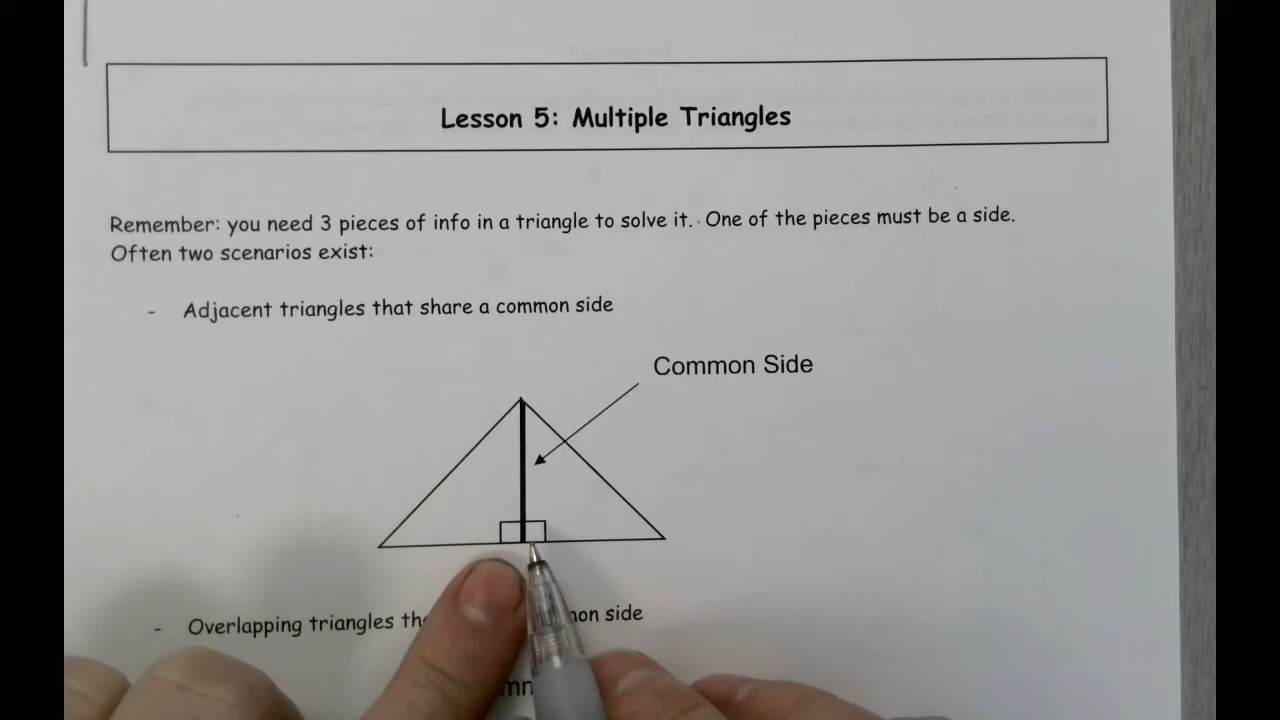 Lesson 5: Multiple Triangles
Remember: you need 3 pieces of info in a triangle to solve it. One of the pieces must be a side.
Often two scenarios exist:
- Adjacent triangles that share a common side
Common Side
- Overlapping triangles side